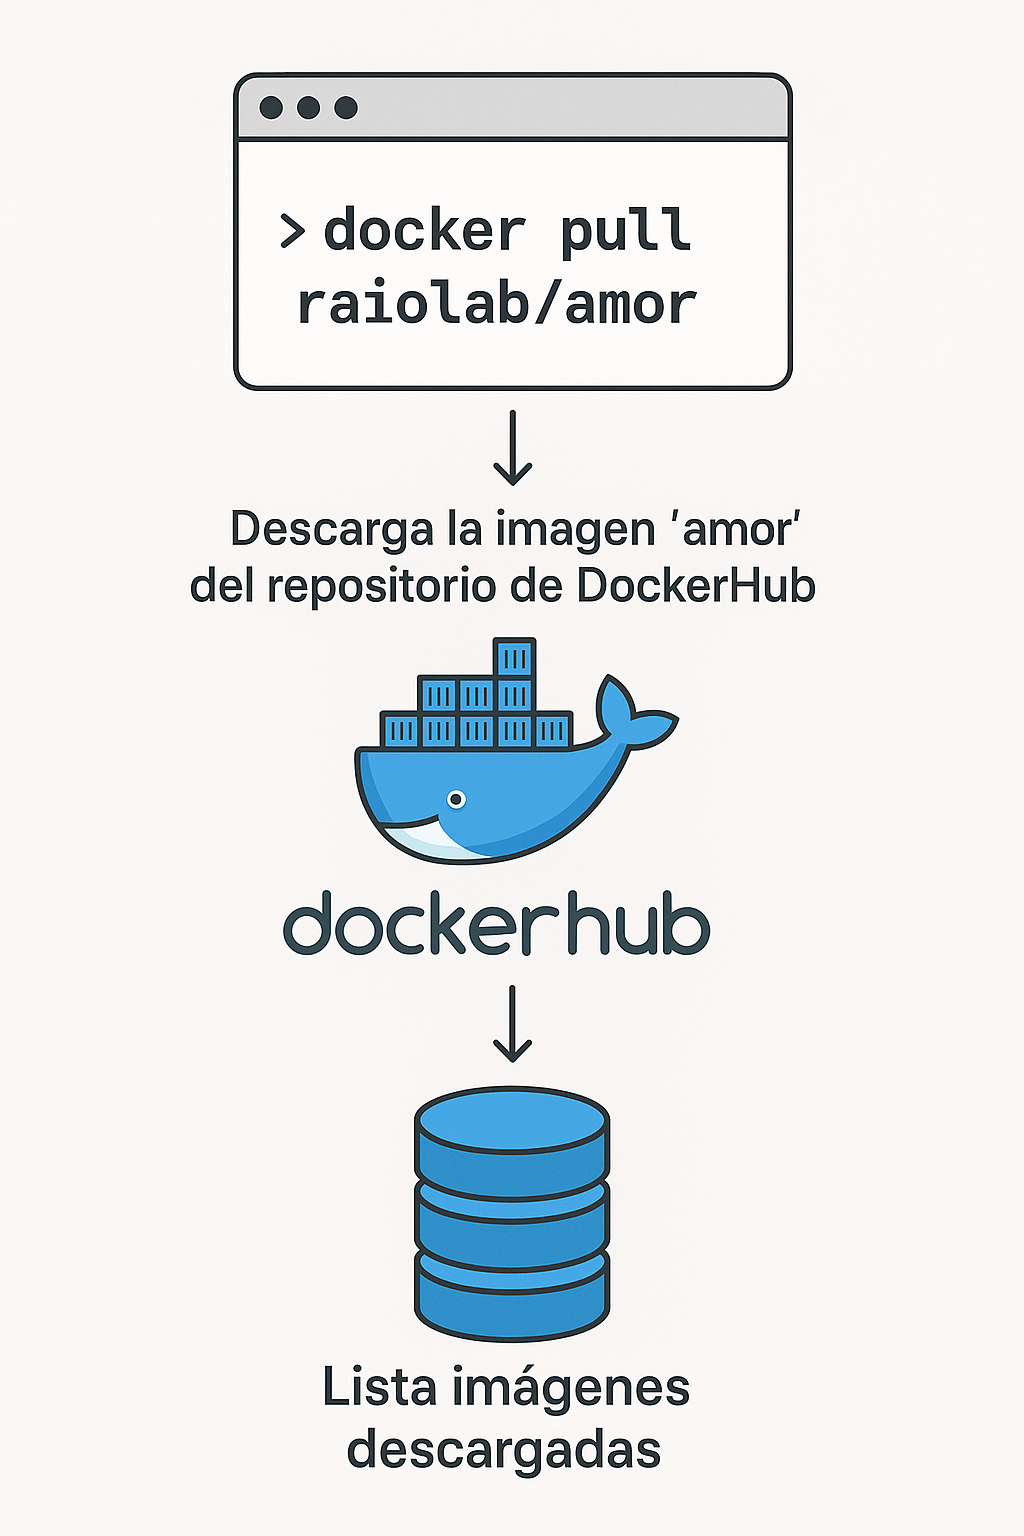 > docker pull
raiolab/amor
Descarga la imagen 'amor'
del repositorio de DockerHub
dockerhub
Lista imágenes
descargadas